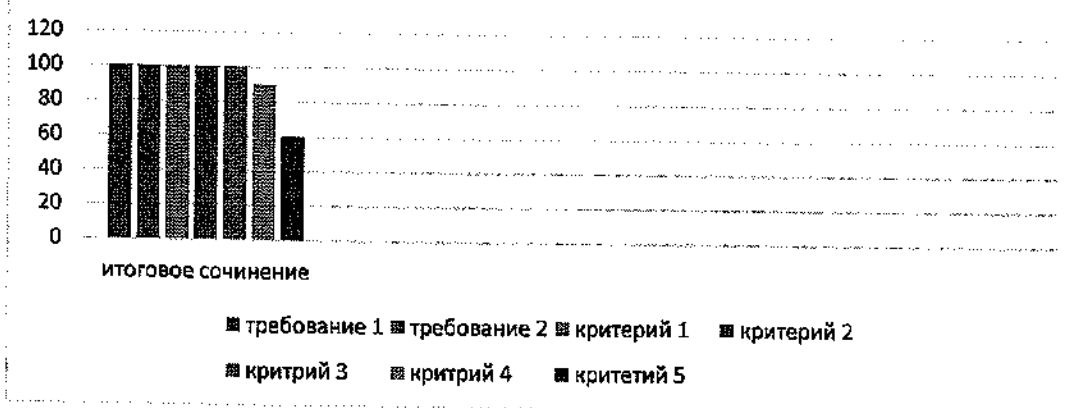 120
100
80
60
40
20
0
итоговое сочинение
требование 1 требование 2 критерий 1 критерий 2
критрий 3 критрий 4 критетий 5